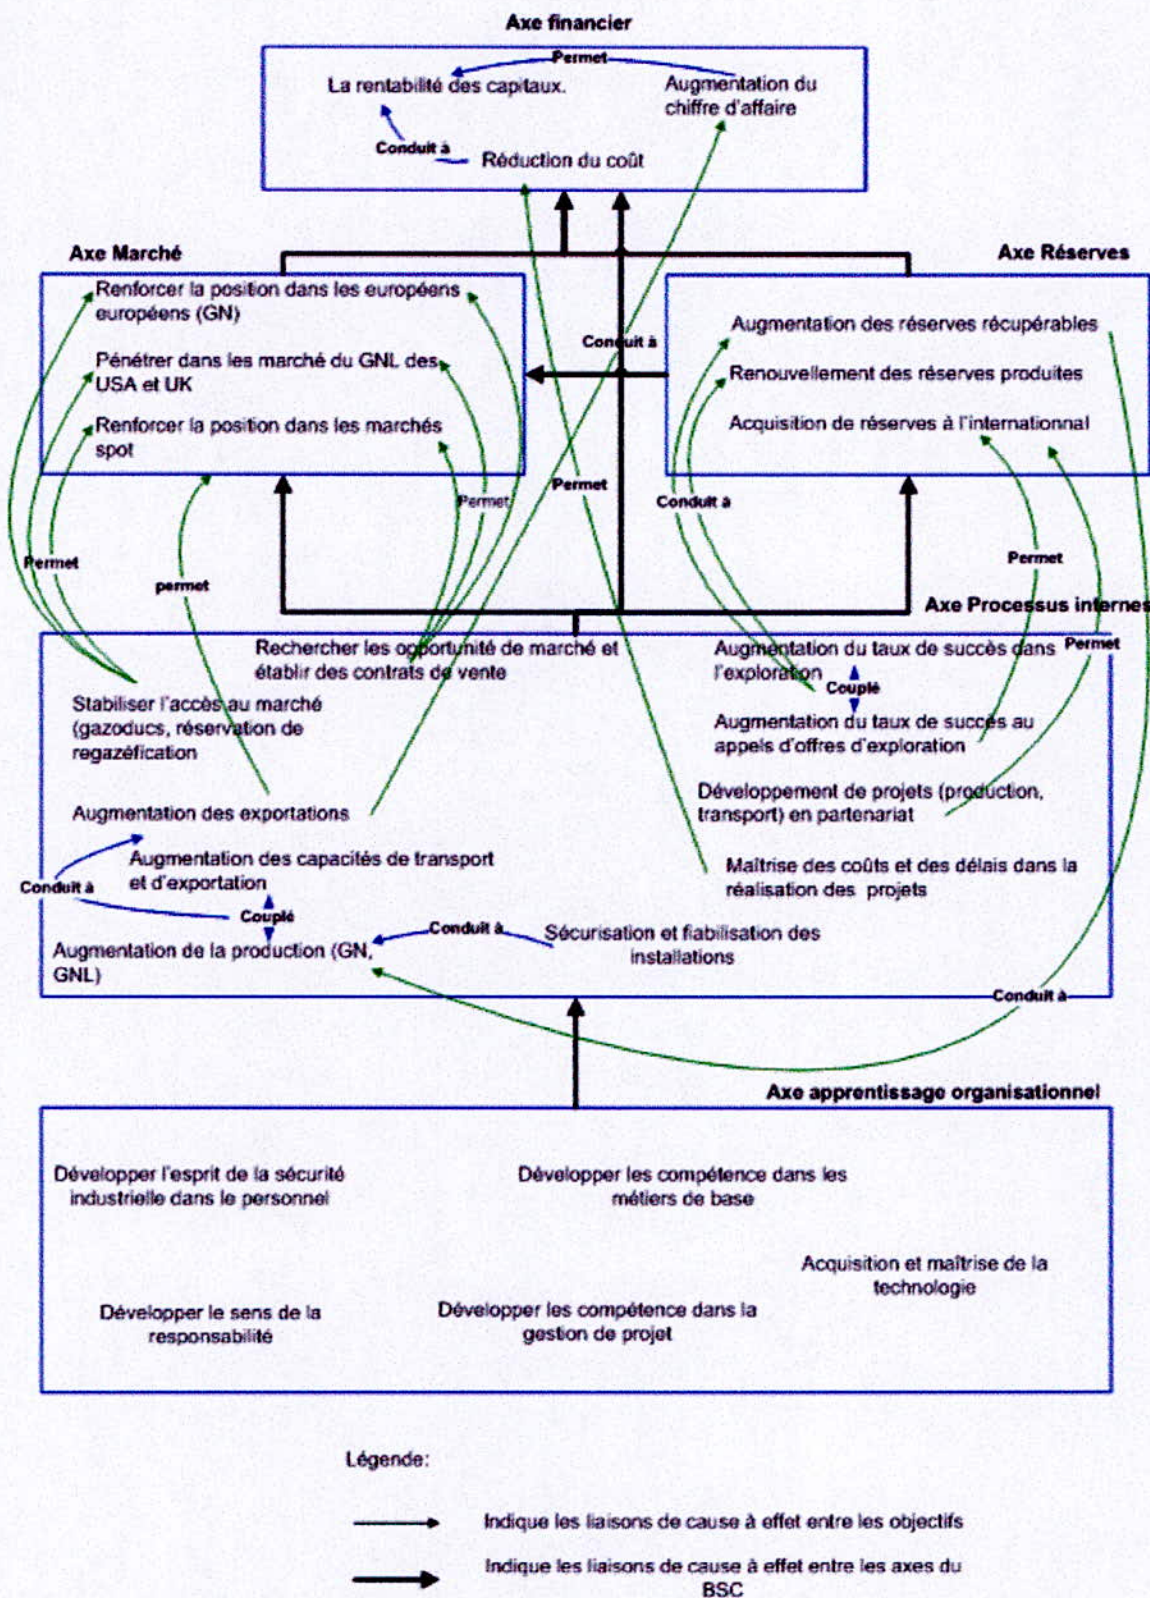 Axe financier
Permet
La rentabilité des capitaux.
Augmentation du
chiffre d'affaire
Conduit à
Réduction du coût
Axe Marché
Axe Réserves
Renforcer la position dans les européens
européens (GN)
Pénétrer dans les marché du GNL des
USA et UK
Renforcer la position dans les marchés
spot
Conduit à
Augmentation des réserves récupérables
Renouvellement des réserves produites
Acquisition de réserves à l'internationnal
Permet
Permet
Conduit à
Permet
permet
Permet
Axe Processus internes
Rechercher les opportunité de marché et
établir des contrats de vente
Augmentation du taux de succès dans
l'exploration
Permet
Couplé
Stabiliser l'accès au marché
(gazoducs, réservation de
regazéfication
Augmentation du taux de succès au
appels d'offres d'exploration
Développement de projets (production,
transport) en partenariat
Augmentation des exportations
Augmentation des capacités de transport
et d'exportation
Maîtrise des coûts et des délais dans la
réalisation des projets
Conduit à
Couplé
Augmentation de la production (GN,
GNL)
Conduit à
Sécurisation et fiabilisation des
installations
Conduit à
Axe apprentissage organisationnel
Développer l'esprit de la sécurité
industrielle dans le personnel
Développer les compétence dans les
métiers de base
Acquisition et maîtrise de la
technologie
Développer le sens de la
responsabilité
Développer les compétence dans la
gestion de projet
Légende:
Indique les liaisons de cause à effet entre les objectifs
Indique les liaisons de cause à effet entre les axes du
BSC